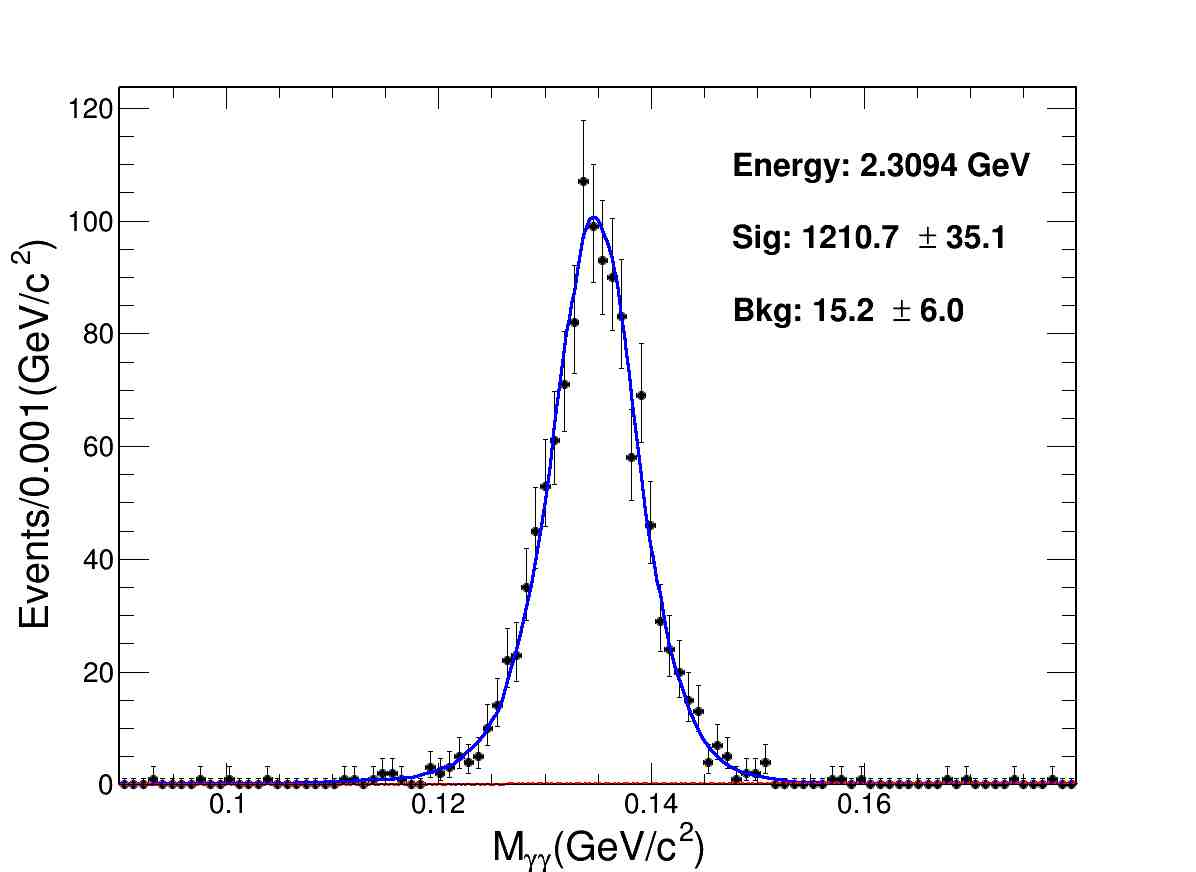 120
100
80
60
40
20
0
Events/0.001(GeV/c²)
Energy: 2.3094 GeV
Sig: 1210.7 ± 35.1
Bkg: 15.2 ± 6.0
0.1 0.12 0.14 0.16
Mγγ(GeV/c²)